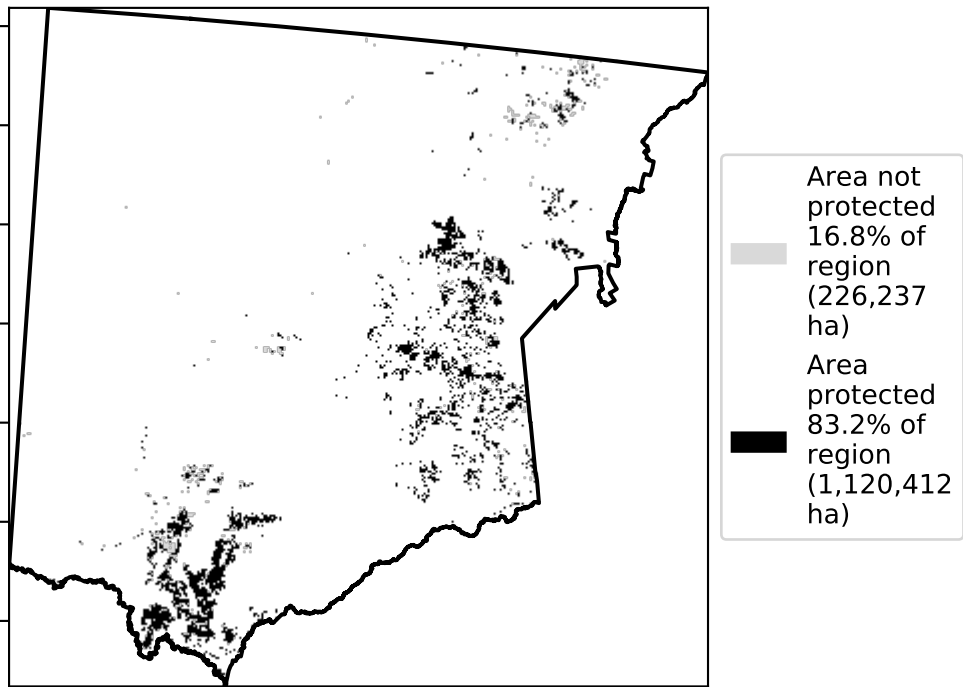 Area not
protected
16.8% of
region
(226,237
ha)
Area
protected
83.2% of
region
(1,120,412
ha)